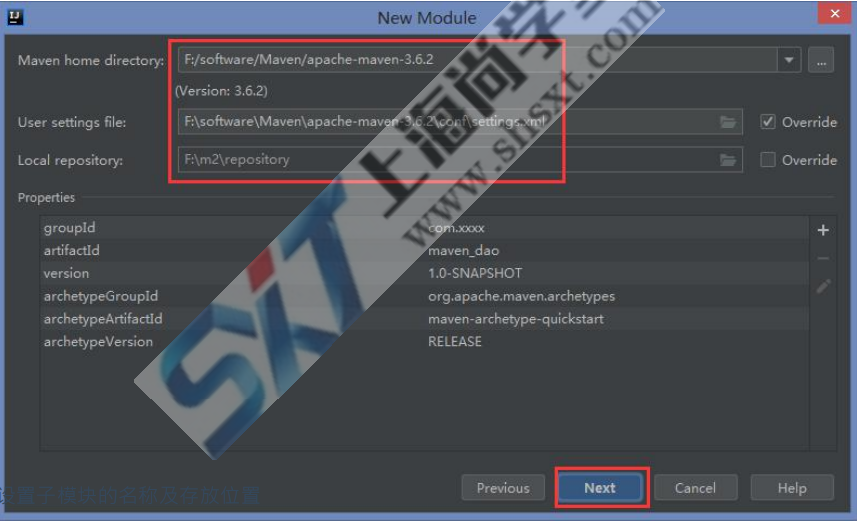 New Module
Maven home directory: F:/software/Maven/apache-maven-3.6.2
(Version: 3.6.2)
User settings file: F:\software\Maven\apache-maven-3.6.2\conf\settings.xml Override
Local repository: F:\m2\repository Override
Properties
groupId com.xxxx
artifactId maven_dao
version 1.0-SNAPSHOT
archetypeGroupId org.apache.maven.archetypes
archetypeArtifactId maven-archetype-quickstart
archetypeVersion RELEASE
Previous Next Cancel Help
设置子模块的名称及存放位置
SXT 上海尚学
www.shsxt.com